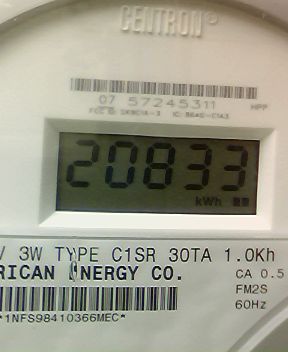 CENTRON®
07 57245311
HPP
20833
kWh
V 3W TYPE C1SR 30TA 1.0Kh
RICAN ENERGY CO.
CA 0.5
FM2S
60Hz
*1NFS98410366MEC*